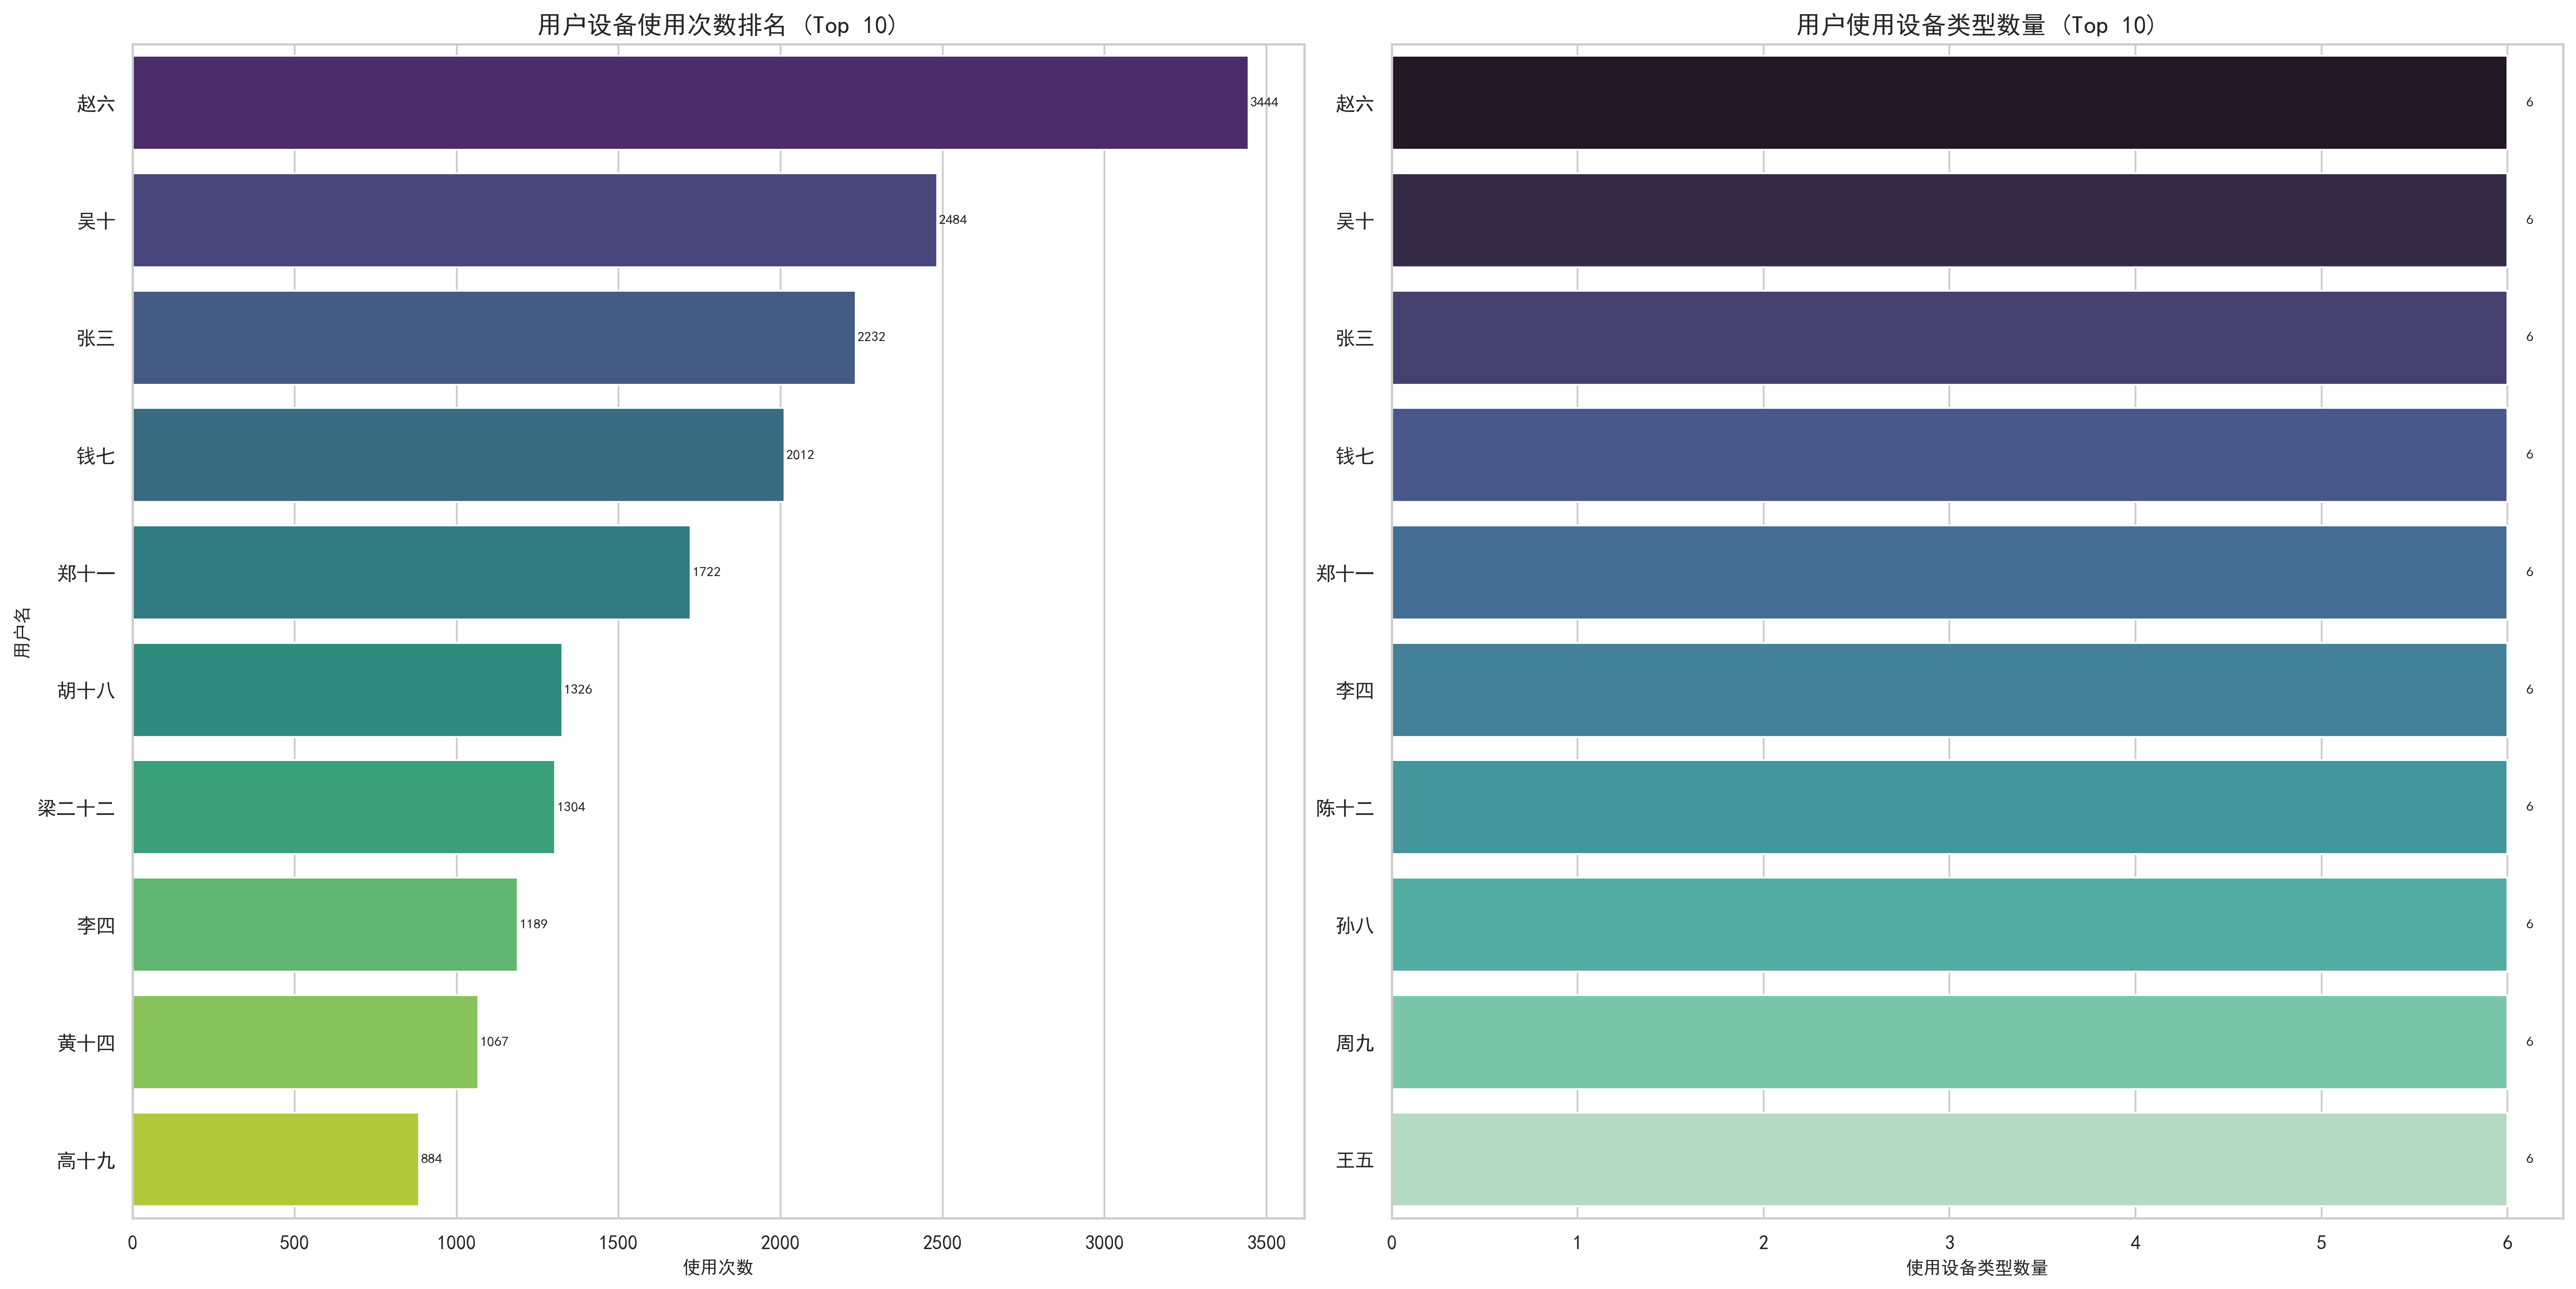 用户设备使用次数排名 (Top 10)
用户名
赵六
3444
吴十
2484
张三
2232
钱七
2012
郑十一
1722
胡十八
1326
梁二十二
1304
李四
1189
黄十四
1067
高十九
884
0 500 1000 1500 2000 2500 3000 3500
使用次数
用户使用设备类型数量 (Top 10)
赵六
6
吴十
6
张三
6
钱七
6
郑十一
6
李四
6
陈十二
6
孙八
6
周九
6
王五
6
0 1 2 3 4 5 6
使用设备类型数量